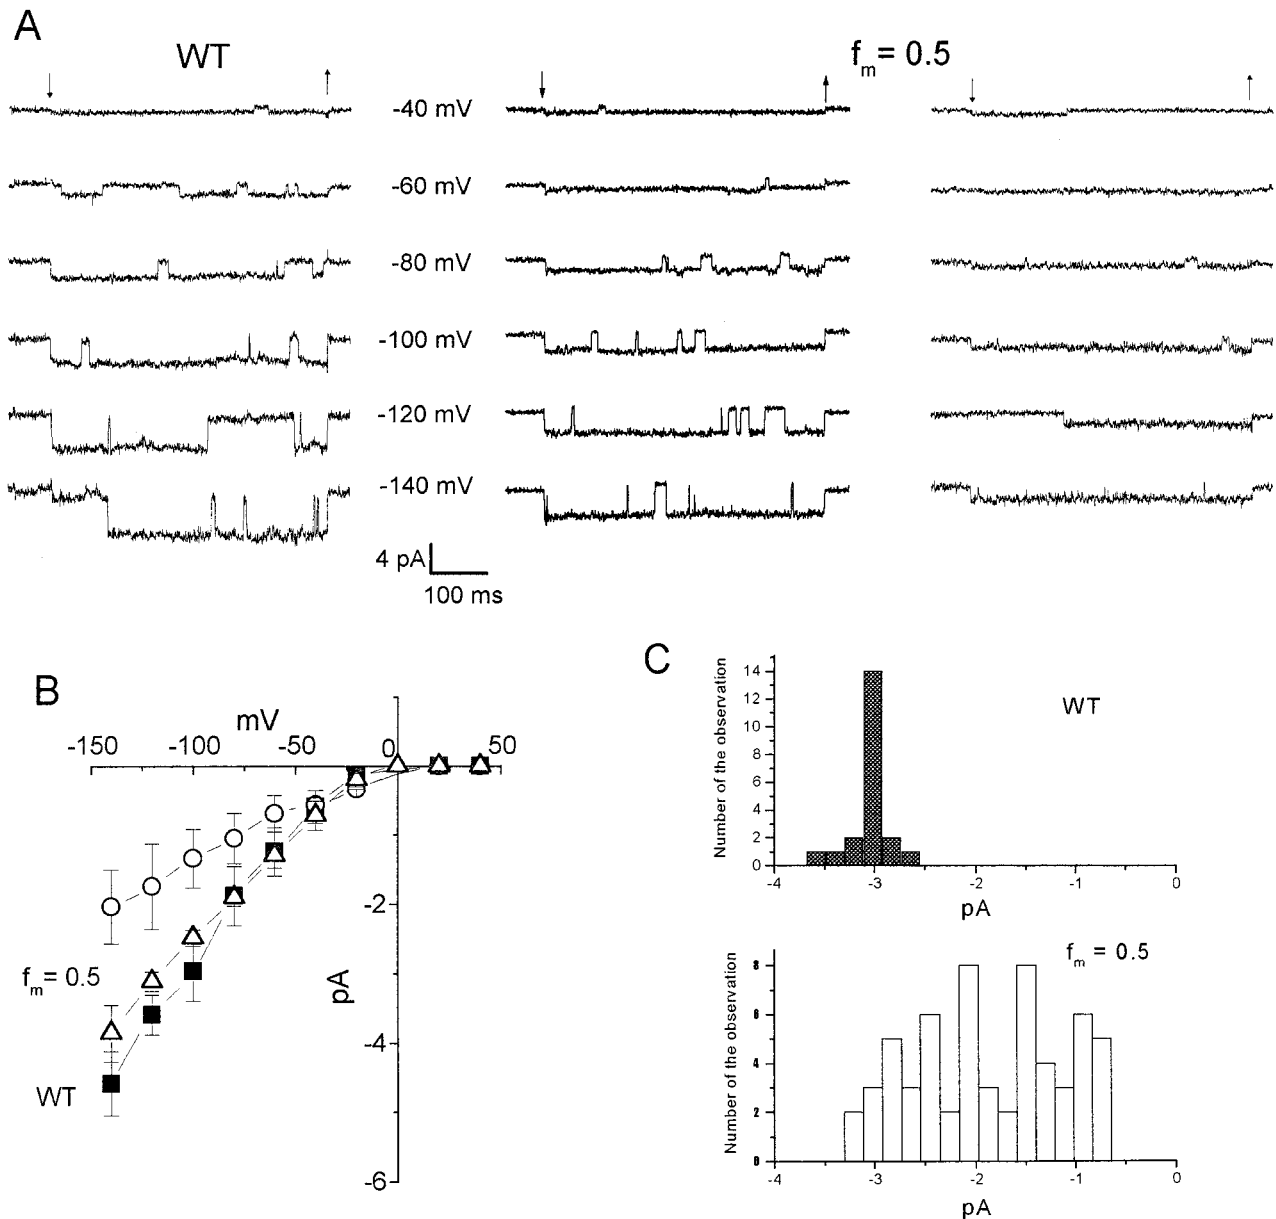 A
WT
fm = 0.5
-40 mV
-60 mV
-80 mV
-100 mV
-120 mV
-140 mV
4 pA
100 ms
B
mV
-150 -100 -50 0 50
-2
-4
-6
pA
fm = 0.5
WT
C
Number of the observation
14
12
10
8
6
4
2
0
WT
-4 -3 -2 -1 0
pA
Number of the observation
8
6
4
2
0
fm = 0.5
-4 -3 -2 -1 0
pA